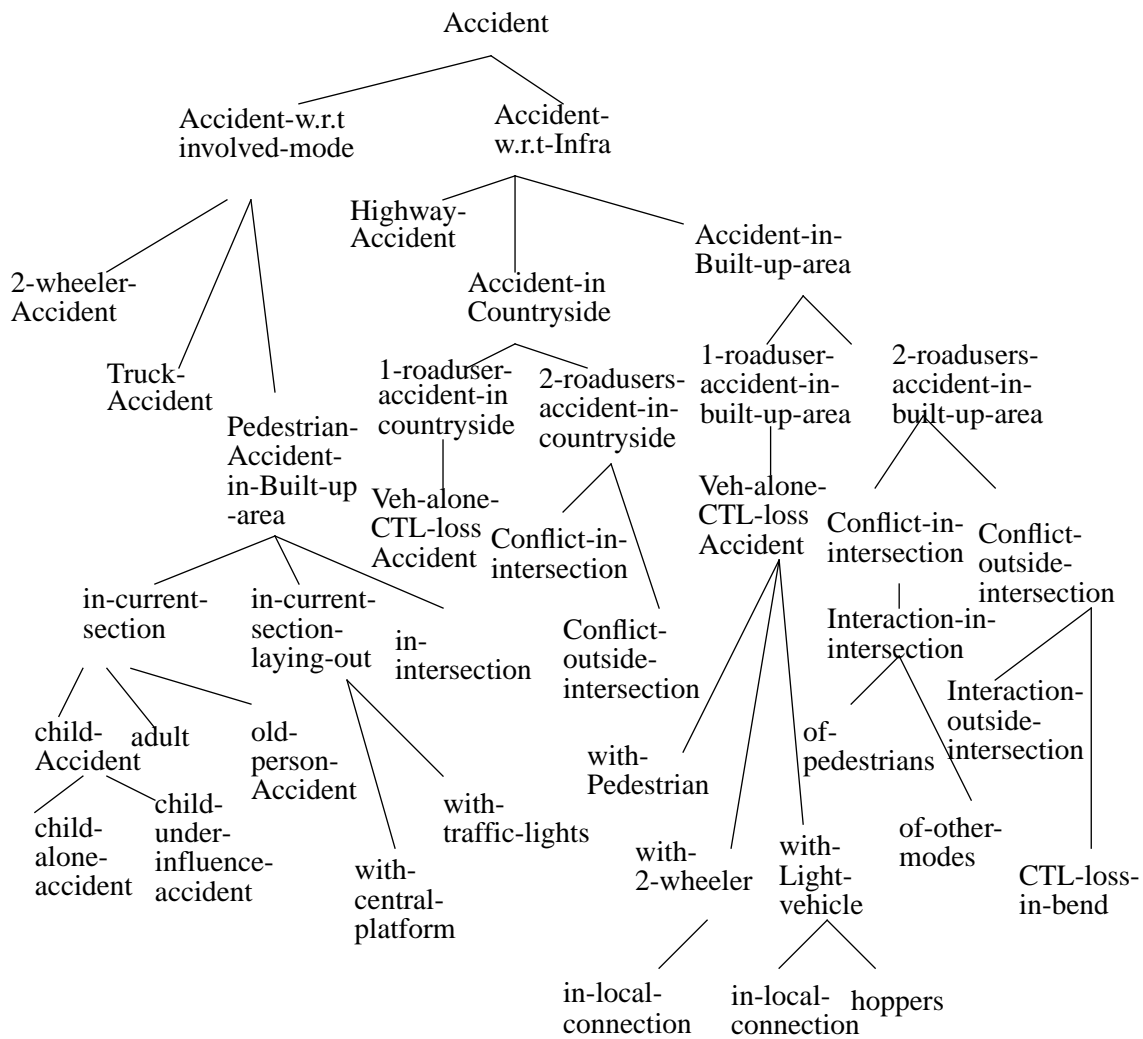 Accident
Accident-w.r.t
involved-mode
Accident-
w.r.t-Infra
Highway-
Accident
Accident-in-
Built-up-area
2-wheeler-
Accident
Accident-in
Countryside
Truck-
Accident
1-roaduser-
accident-in
countryside
2-roadusers-
accident-in-
countryside
1-roaduser-
accident-in-
built-up-area
2-roadusers-
accident-in-
built-up-area
Pedestrian-
Accident-
in-Built-up
-area
Veh-alone-
CTL-loss
Accident
Conflict-in-
intersection
Veh-alone-
CTL-loss
Accident
Conflict-in-
intersection
Conflict-
outside-
intersection
in-current-
section
in-current-
section-
laying-out
in-
intersection
Conflict-
outside-
intersection
Interaction-in-
intersection
Interaction-
outside-
intersection
child-
Accident
adult
old-
person-
Accident
with-
Pedestrian
of-
pedestrians
child-
alone-
accident
child-
under-
influence-
accident
with-
traffic-lights
with-
central-
platform
with-
2-wheeler
with-
Light-
vehicle
of-other-
modes
CTL-loss-
in-bend
in-local-
connection
in-local-
connection
hoppers